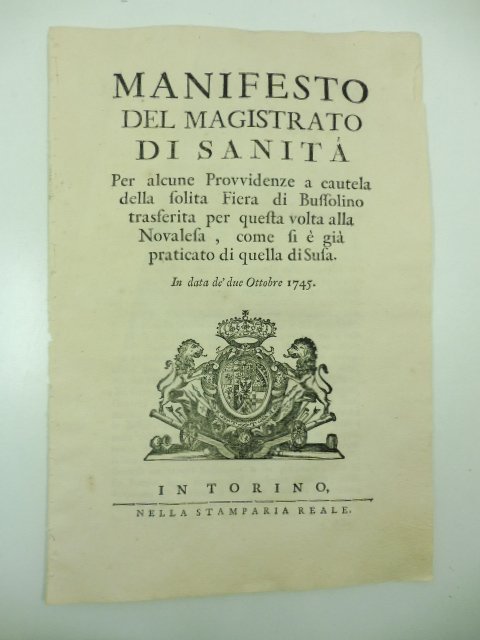 MANIFESTO
DEL MAGISTRATO
DI SANITÀ
Per alcune Provvidenze a cautela
della ſolita Fiera di Buſſolino
trasferita per queſta volta alla
Novaleſa , come ſi è già
praticato di quella di Suſa.
In data de' due Ottobre 1745.
IN TORINO,
NELLA STAMPARIA REALE.